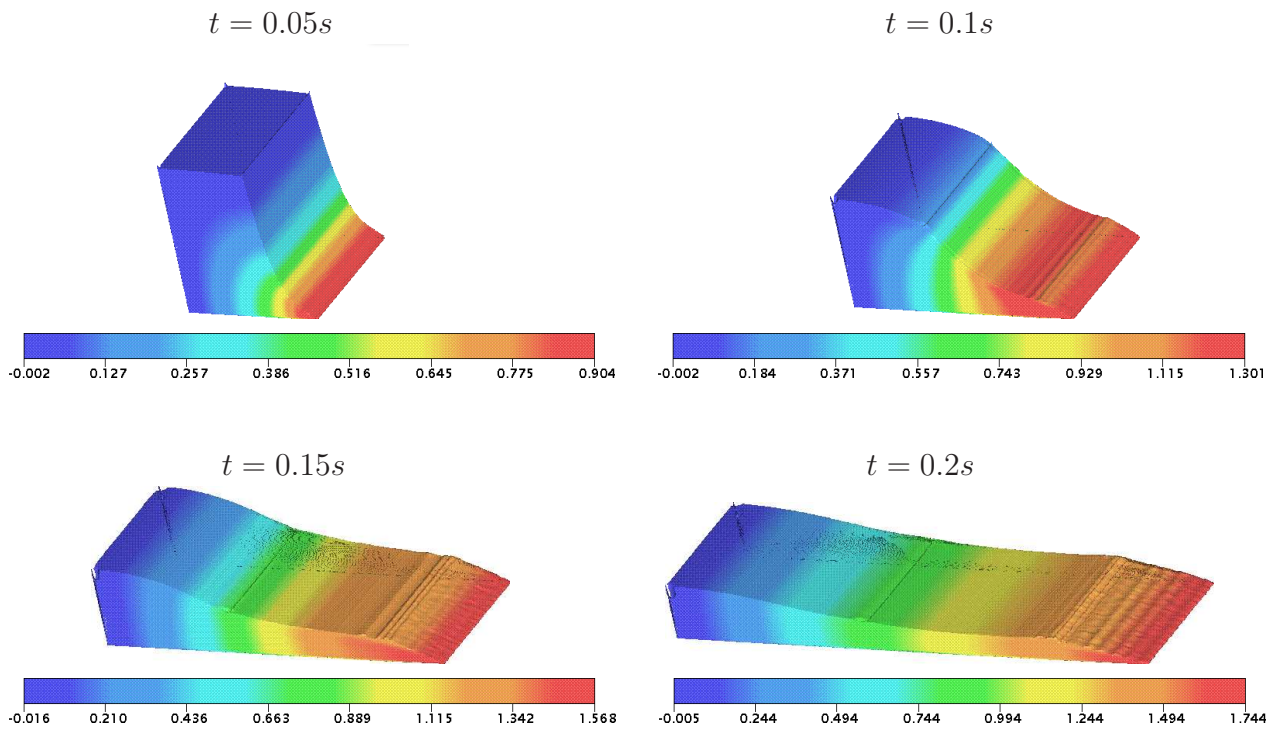 t = 0.05s
t = 0.1s
-0.002 0.127 0.257 0.386 0.516 0.645 0.775 0.904
-0.002 0.184 0.371 0.557 0.743 0.929 1.115 1.301
t = 0.15s
t = 0.2s
-0.016 0.210 0.436 0.663 0.889 1.115 1.342 1.568
-0.005 0.244 0.494 0.744 0.994 1.244 1.494 1.744